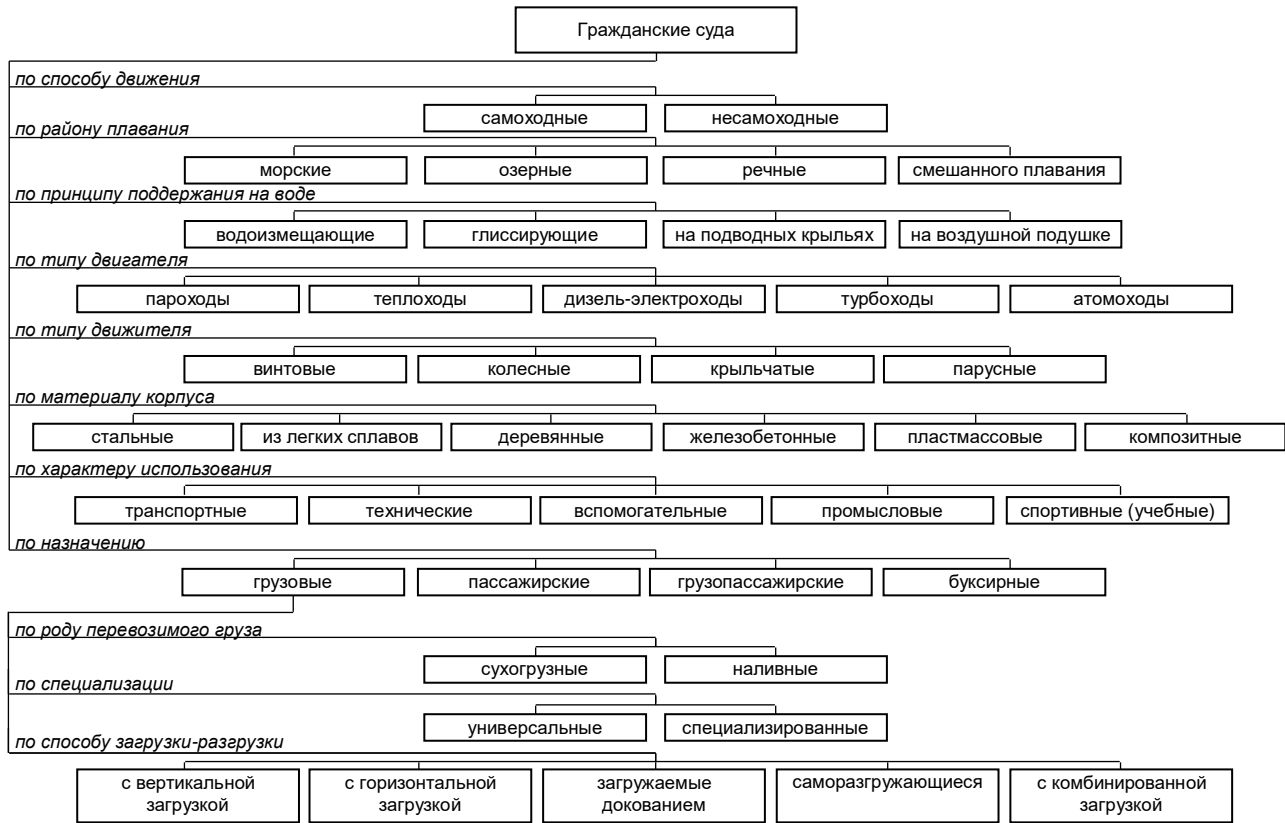 Гражданские суда
по способу движения
самоходные
несамоходные
по району плавания
морские
озерные
речные
смешанного плавания
по принципу поддержания на воде
водоизмещающие
глиссирующие
на подводных крыльях
на воздушной подушке
по типу двигателя
пароходы
теплоходы
дизель-электроходы
турбоходы
атомоходы
по типу движителя
винтовые
колесные
крыльчатые
парусные
по материалу корпуса
стальные
из легких сплавов
деревянные
железобетонные
пластмассовые
композитные
по характеру использования
транспортные
технические
вспомогательные
промысловые
спортивные (учебные)
по назначению
грузовые
пассажирские
грузопассажирские
буксирные
по роду перевозимого груза
сухогрузные
наливные
по специализации
универсальные
специализированные
по способу загрузки-разгрузки
с вертикальной
загрузкой
с горизонтальной
загрузкой
загружаемые
докованием
саморазгружающиеся
с комбинированной
загрузкой